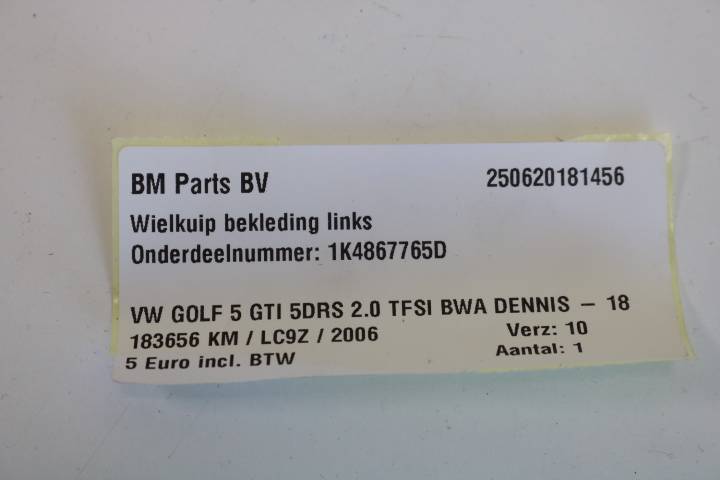 BM Parts BV 250620181456
Wielkuip bekleding links
Onderdeelnummer: 1K4867765D
VW GOLF 5 GTI 5DRS 2.0 TFSI BWA DENNIS – 18
183656 KM / LC9Z / 2006 Verz: 10
5 Euro incl. BTW Aantal: 1